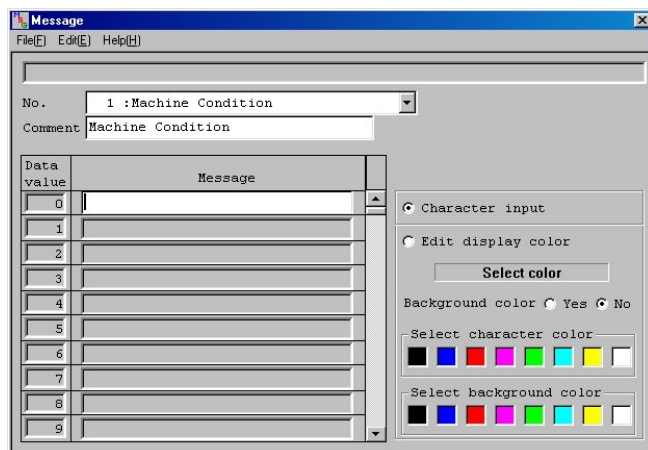 Message
File(F) Edit(E) Help(H)
No. 1 :Machine Condition
Comment Machine Condition
Data value
Message
0
1
2
3
4
5
6
7
8
9
Character input
Edit display color
Select color
Background color Yes No
Select character color
Select background color